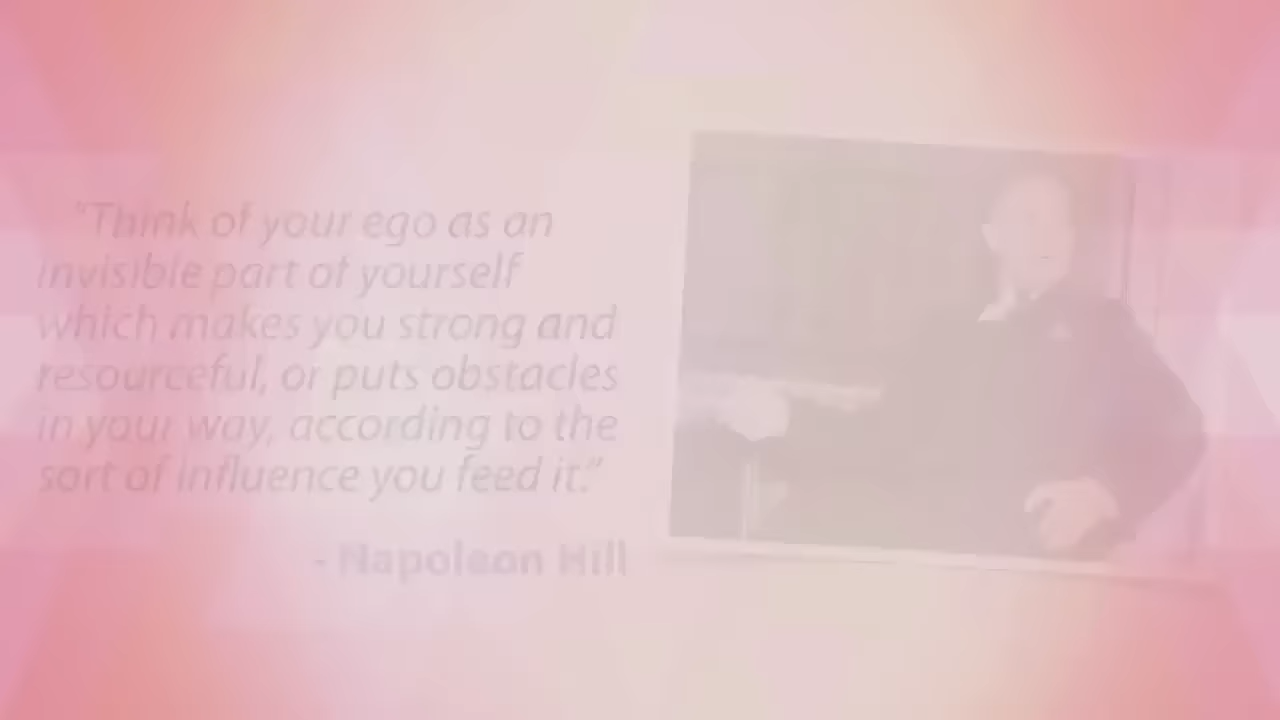 "Think of your ego as an
invisible part of yourself
which makes you strong and
resourceful, or puts obstacles
in your way, according to the
sort of influence you feed it."
- Napoleon Hill